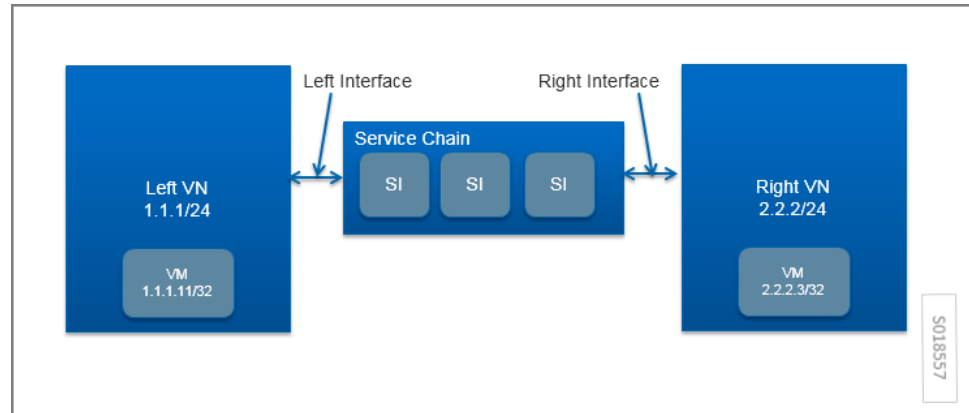 Left Interface
Right Interface
Service Chain
SI
SI
SI
Left VN
1.1.1/24
VM
1.1.1.11/32
Right VN
2.2.2/24
VM
2.2.2.3/32
S018557